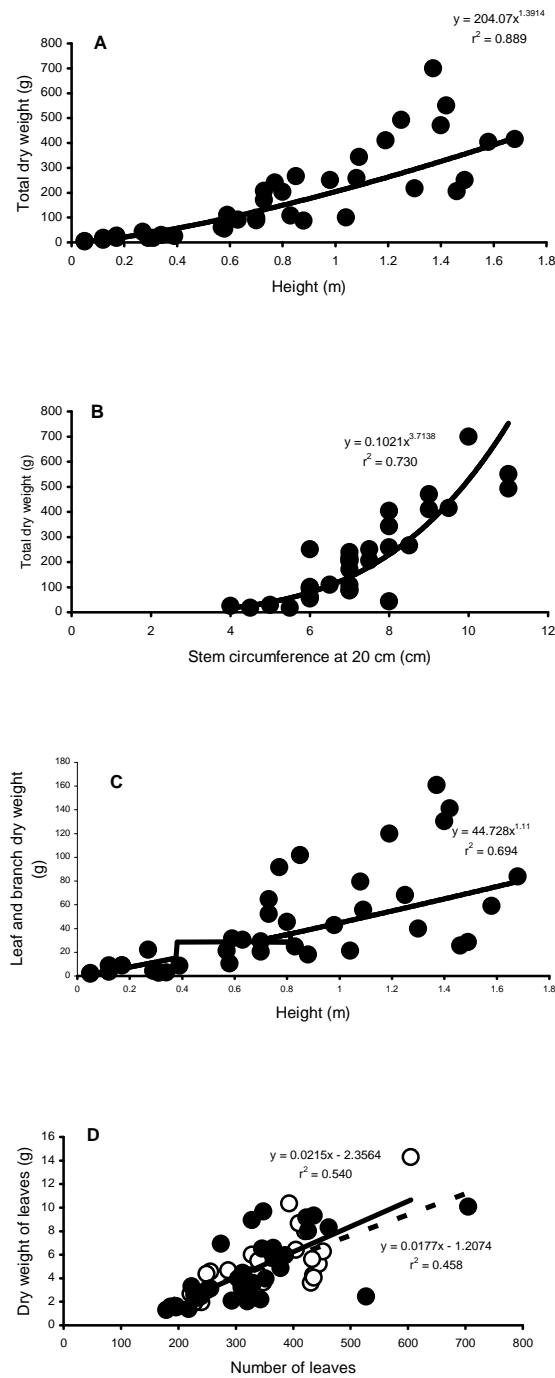 A
y = 204.07x^1.3914
r² = 0.889
Total dry weight (g)
800
700
600
500
400
300
200
100
0
0 0.2 0.4 0.6 0.8 1 1.2 1.4 1.6 1.8
Height (m)
B
y = 0.1021x^3.7138
r² = 0.730
Total dry weight (g)
800
700
600
500
400
300
200
100
0
0 2 4 6 8 10 12
Stem circumference at 20 cm (cm)
C
y = 44.728x^1.11
r² = 0.694
Leaf and branch dry weight
(g)
180
160
140
120
100
80
60
40
20
0
0 0.2 0.4 0.6 0.8 1 1.2 1.4 1.6 1.8
Height (m)
D
y = 0.0215x - 2.3564
r² = 0.540
y = 0.0177x - 1.2074
r² = 0.458
Dry weight of leaves (g)
16
14
12
10
8
6
4
2
0
0 100 200 300 400 500 600 700 800
Number of leaves